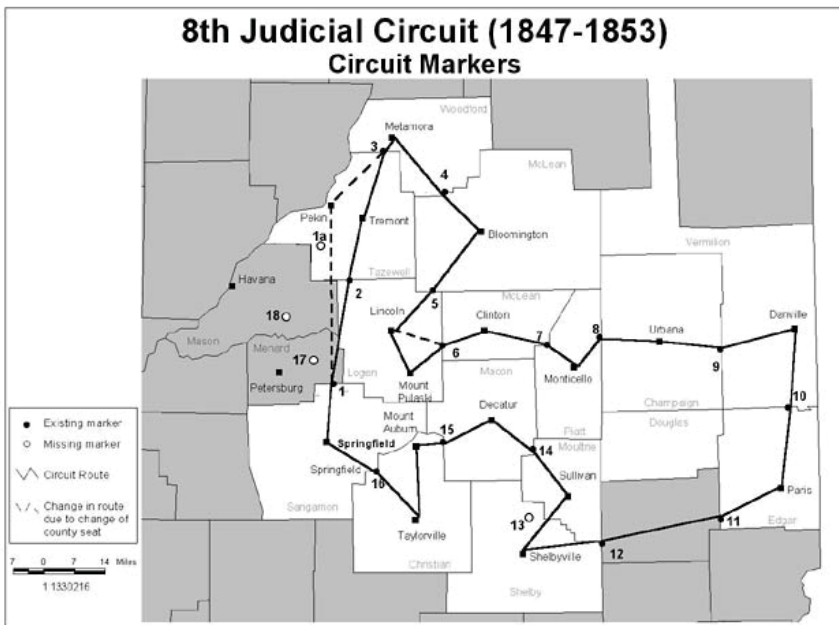 8th Judicial Circuit (1847-1853)
Circuit Markers
Woodford
Metamora
3
McLean
4
Pekin
Tremont
1a
Bloomington
Vermilion
Tazewell
Havana
2
5
McLean
18
Lincoln
Clinton
7
8
Urbana
Danville
Mason
Menard
17
6
9
Petersburg
Logan
Mount
Pulaski
Macon
Monticello
1
Champaign
10
Mount
Auburn
Decatur
Piatt
Douglas
15
Moultrie
Springfield
14
Sullivan
Springfield
16
Paris
Sangamon
13
11
Edgar
Taylorville
12
Shelbyville
Christian
Shelby
Existing marker
Missing marker
Circuit Route
Change in route
due to change of
county seat
7 0 7 14 Miles
1 1330216